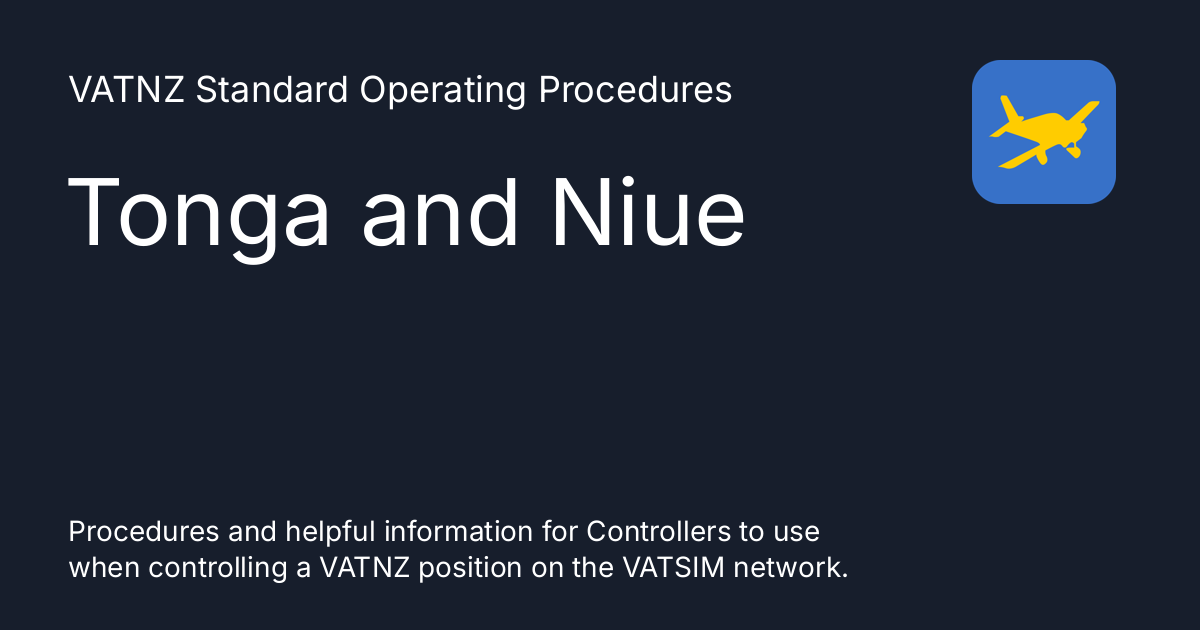 VATNZ Standard Operating Procedures
Tonga and Niue
Procedures and helpful information for Controllers to use
when controlling a VATNZ position on the VATSIM network.